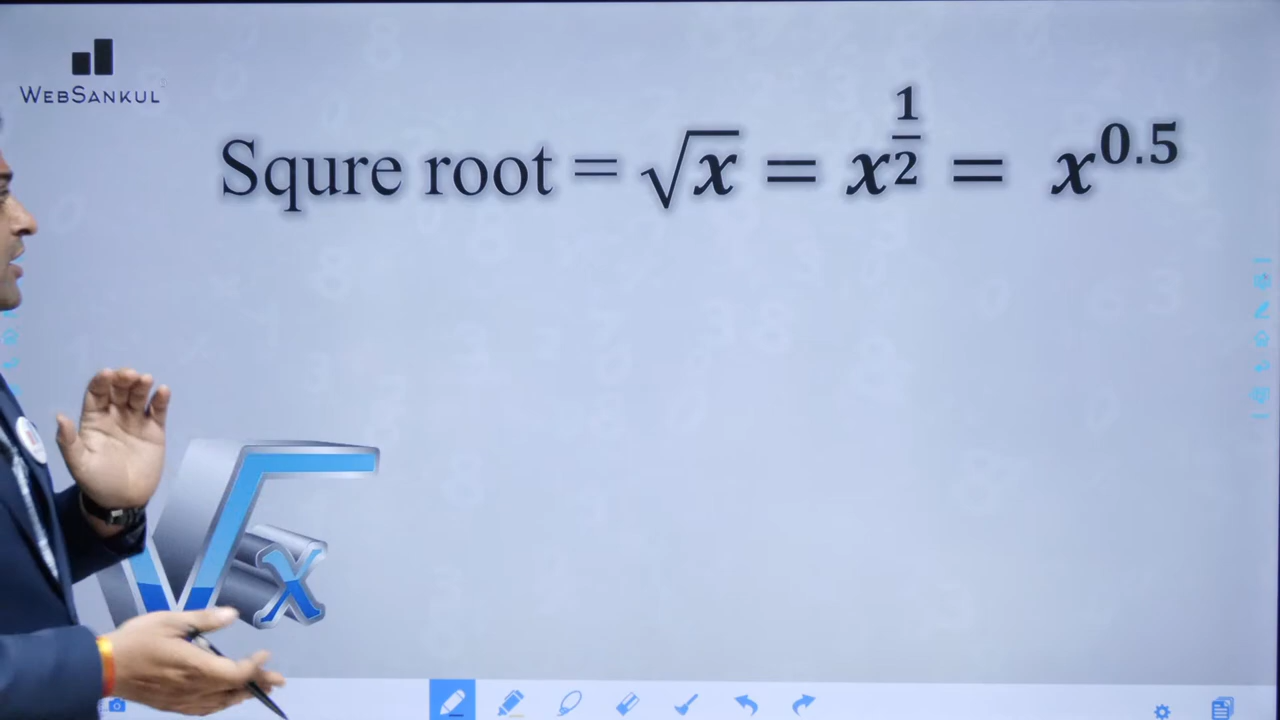 WEBSANKUL
Squre root = √x = x^(1/2) = x^0.5
√x